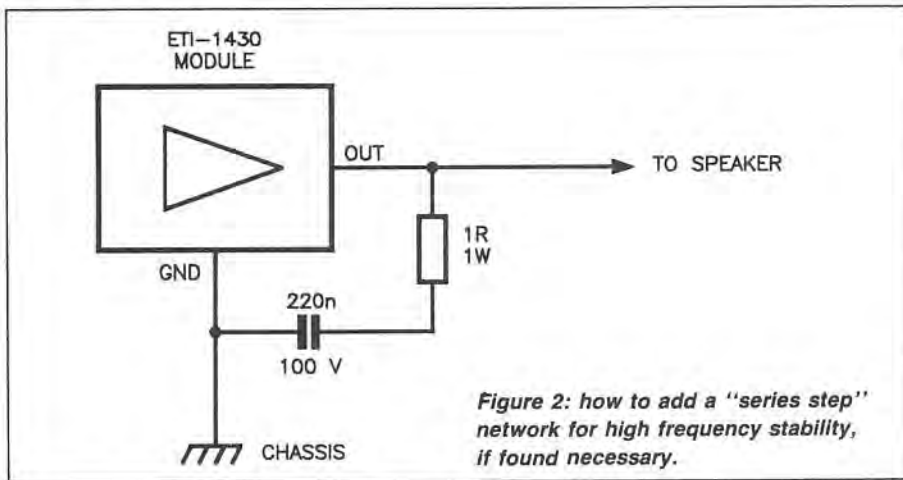 ETI-1430
MODULE
OUT
TO SPEAKER
1R
1W
GND
220n
100 V
CHASSIS
Figure 2: how to add a "series step"
network for high frequency stability,
if found necessary.